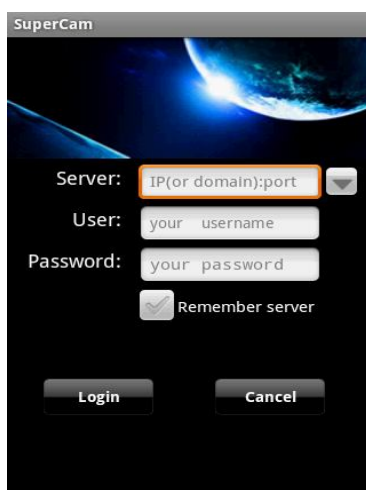 SuperCam
Server: IP(or domain):port
User: your username
Password: your password
Remember server
Login Cancel